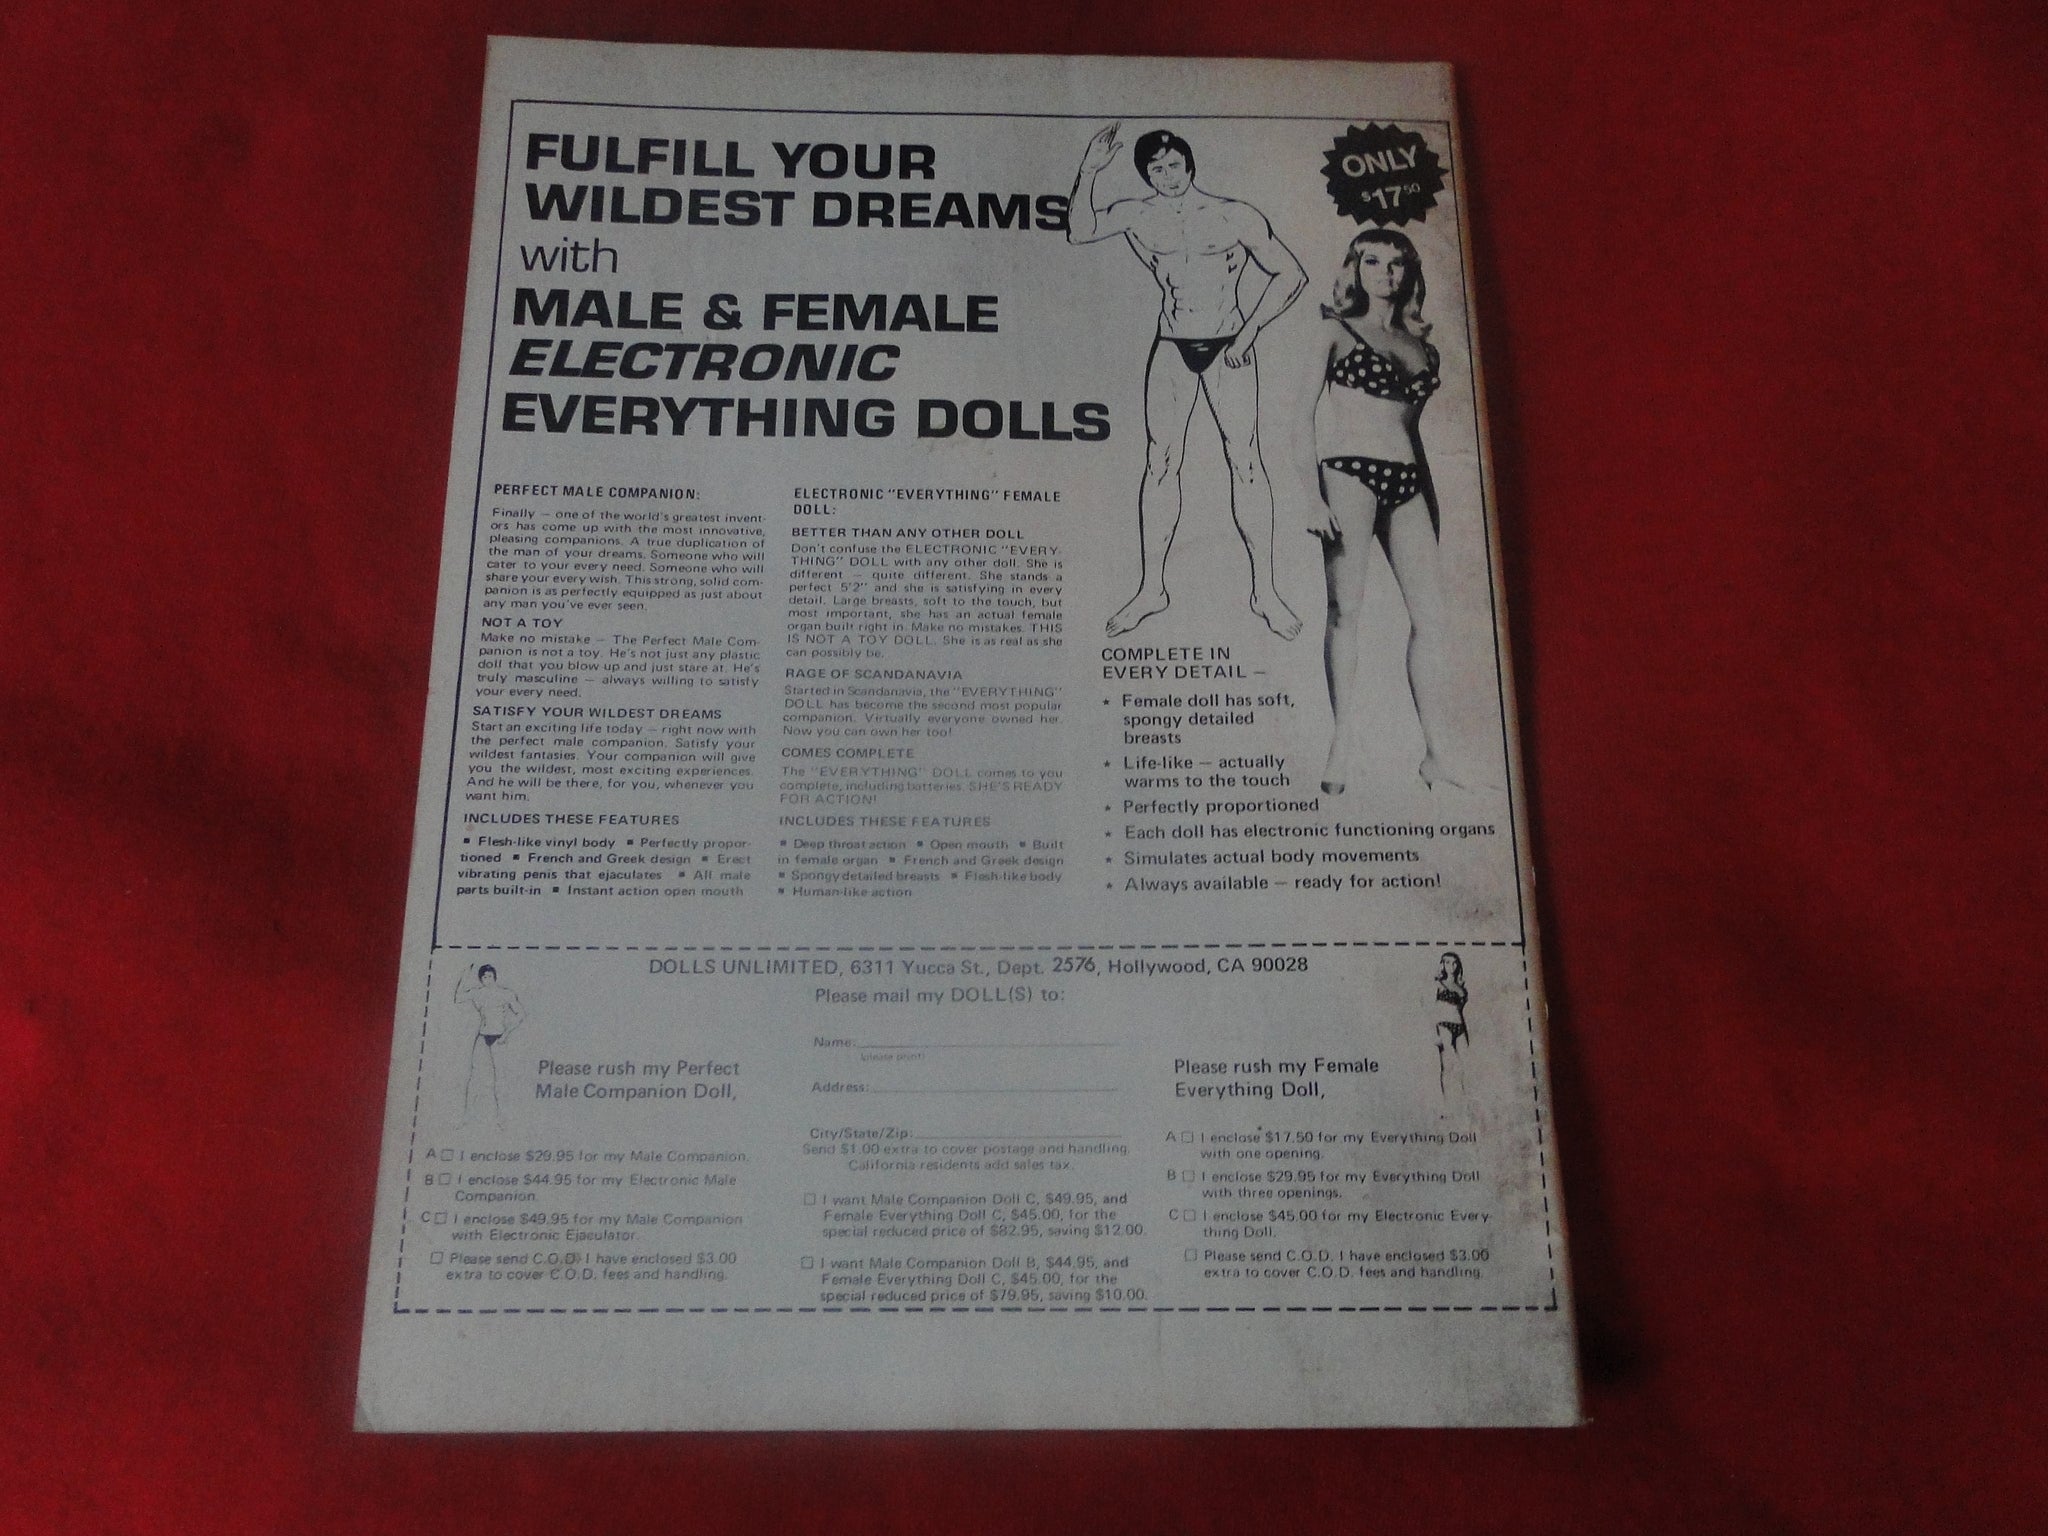 FULFILL YOUR
WILDEST DREAMS
with
MALE & FEMALE
ELECTRONIC
EVERYTHING DOLLS
ONLY
$17.50
PERFECT MALE COMPANION:
Finally — one of the world's greatest invent-
ors has come up with the most innovative,
pleasing companions. A true duplication of
the man of your dreams. Someone who will
cater to your every need. Someone who will
share your every wish. This strong, solid com-
panion is as perfectly equipped as just about
any man you've ever seen.
NOT A TOY
Make no mistake — The Perfect Male Com-
panion is not a toy. He's not just any plastic
doll that you blow up and just stare at. He's
truly masculine — always willing to satisfy
your every need.
SATISFY YOUR WILDEST DREAMS
Start an exciting life today — right now with
the perfect male companion. Satisfy your
wildest fantasies. Your companion will give
you the wildest, most exciting experiences.
And he will be there, for you, whenever you
want him.
INCLUDES THESE FEATURES
▪ Flesh-like vinyl body ▪ Perfectly propor-
tioned ▪ French and Greek design ▪ Erect
vibrating penis that ejaculates ▪ All male
parts built-in ▪ Instant action open mouth
ELECTRONIC "EVERYTHING" FEMALE
DOLL:
BETTER THAN ANY OTHER DOLL
Don't confuse the ELECTRONIC "EVERY-
THING" DOLL with any other doll. She is
different — quite different. She stands a
perfect 5'2" and she is satisfying in every
detail. Large breasts, soft to the touch, but
most important, she has an actual female
organ built right in. Make no mistakes. THIS
IS NOT A TOY DOLL. She is as real as she
can possibly be.
RAGE OF SCANDANAVIA
Started in Scandanavia, the "EVERYTHING"
DOLL has become the second most popular
companion. Virtually everyone owned her.
Now you can own her too!
COMES COMPLETE
The "EVERYTHING" DOLL comes to you
complete, including batteries. SHE'S READY
FOR ACTION!
INCLUDES THESE FEATURES
▪ Deep throat action ▪ Open mouth ▪ Built
in female organ ▪ French and Greek design
▪ Spongy detailed breasts ▪ Flesh-like body
▪ Human-like action
COMPLETE IN
EVERY DETAIL —
★ Female doll has soft,
spongy detailed
breasts
★ Life-like — actually
warms to the touch
★ Perfectly proportioned
★ Each doll has electronic functioning organs
★ Simulates actual body movements
★ Always available — ready for action!
DOLLS UNLIMITED, 6311 Yucca St., Dept. 2576, Hollywood, CA 90028
Please mail my DOLL(S) to:
Please rush my Perfect
Male Companion Doll,
A □ I enclose $29.95 for my Male Companion.
B □ I enclose $44.95 for my Electronic Male
Companion.
C □ I enclose $49.95 for my Male Companion
with Electronic Ejaculator.
□ Please send C.O.D. I have enclosed $3.00
extra to cover C.O.D. fees and handling.
Name:
(please print)
Address:
City/State/Zip:
Send $1.00 extra to cover postage and handling.
California residents add sales tax.
□ I want Male Companion Doll C, $49.95, and
Female Everything Doll C, $45.00, for the
special reduced price of $82.95, saving $12.00.
□ I want Male Companion Doll B, $44.95, and
Female Everything Doll C, $45.00, for the
special reduced price of $79.95, saving $10.00.
Please rush my Female
Everything Doll,
A □ I enclose $17.50 for my Everything Doll
with one opening.
B □ I enclose $29.95 for my Everything Doll
with three openings.
C □ I enclose $45.00 for my Electronic Every-
thing Doll.
□ Please send C.O.D. I have enclosed $3.00
extra to cover C.O.D. fees and handling.